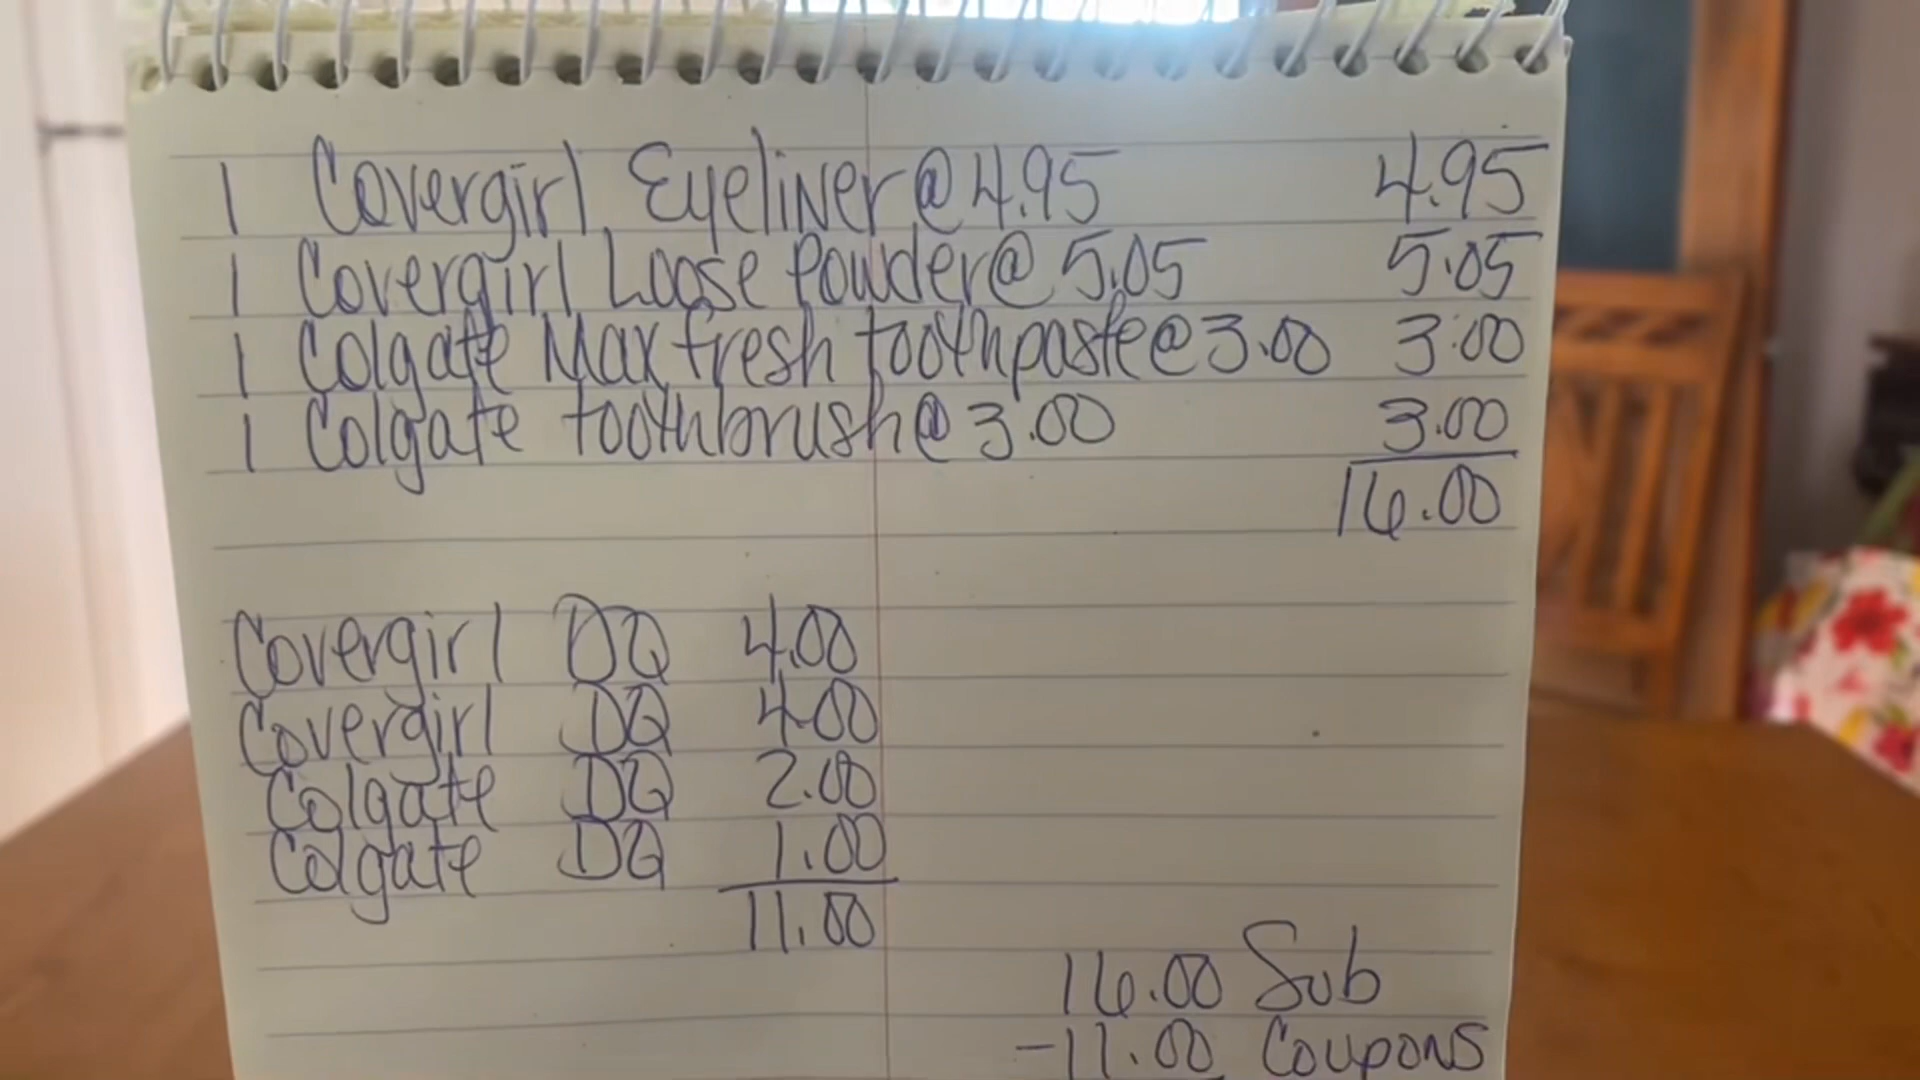 1 Covergirl Eyeliner @ 4.95 4.95
1 Covergirl Loose Powder @ 5.05 5.05
1 Colgate Max fresh toothpaste @ 3.00 3.00
1 Colgate toothbrush @ 3.00 3.00
16.00
Covergirl DQ 4.00
Covergirl DQ 4.00
Colgate DQ 2.00
Colgate DQ 1.00
11.00
16.00 Sub
-11.00 Coupons